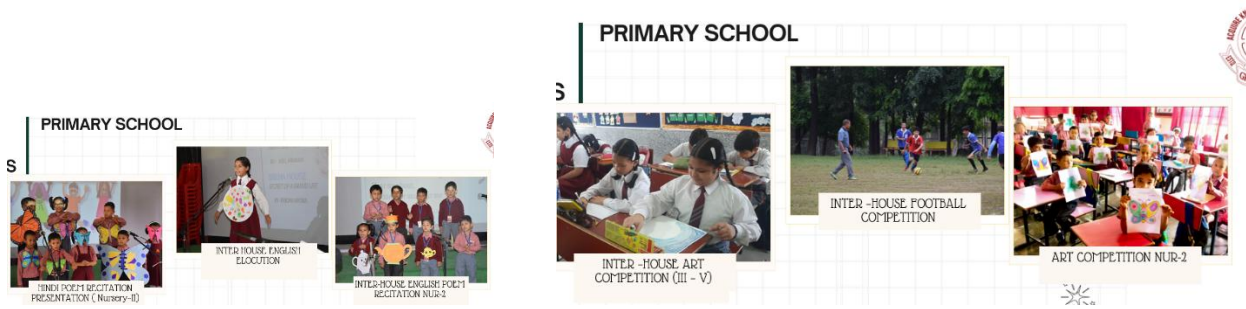 PRIMARY SCHOOL
S
HINDI POEM RECITATION
PRESENTATION ( Nursery-II)
INTER HOUSE ENGLISH
ELOCUTION
INTER-HOUSE ENGLISH POEM
RECITATION NUR-2
PRIMARY SCHOOL
S
INTER -HOUSE ART
COMPETITION (III - V)
INTER -HOUSE FOOTBALL
COMPETITION
ART COMPETITION NUR-2